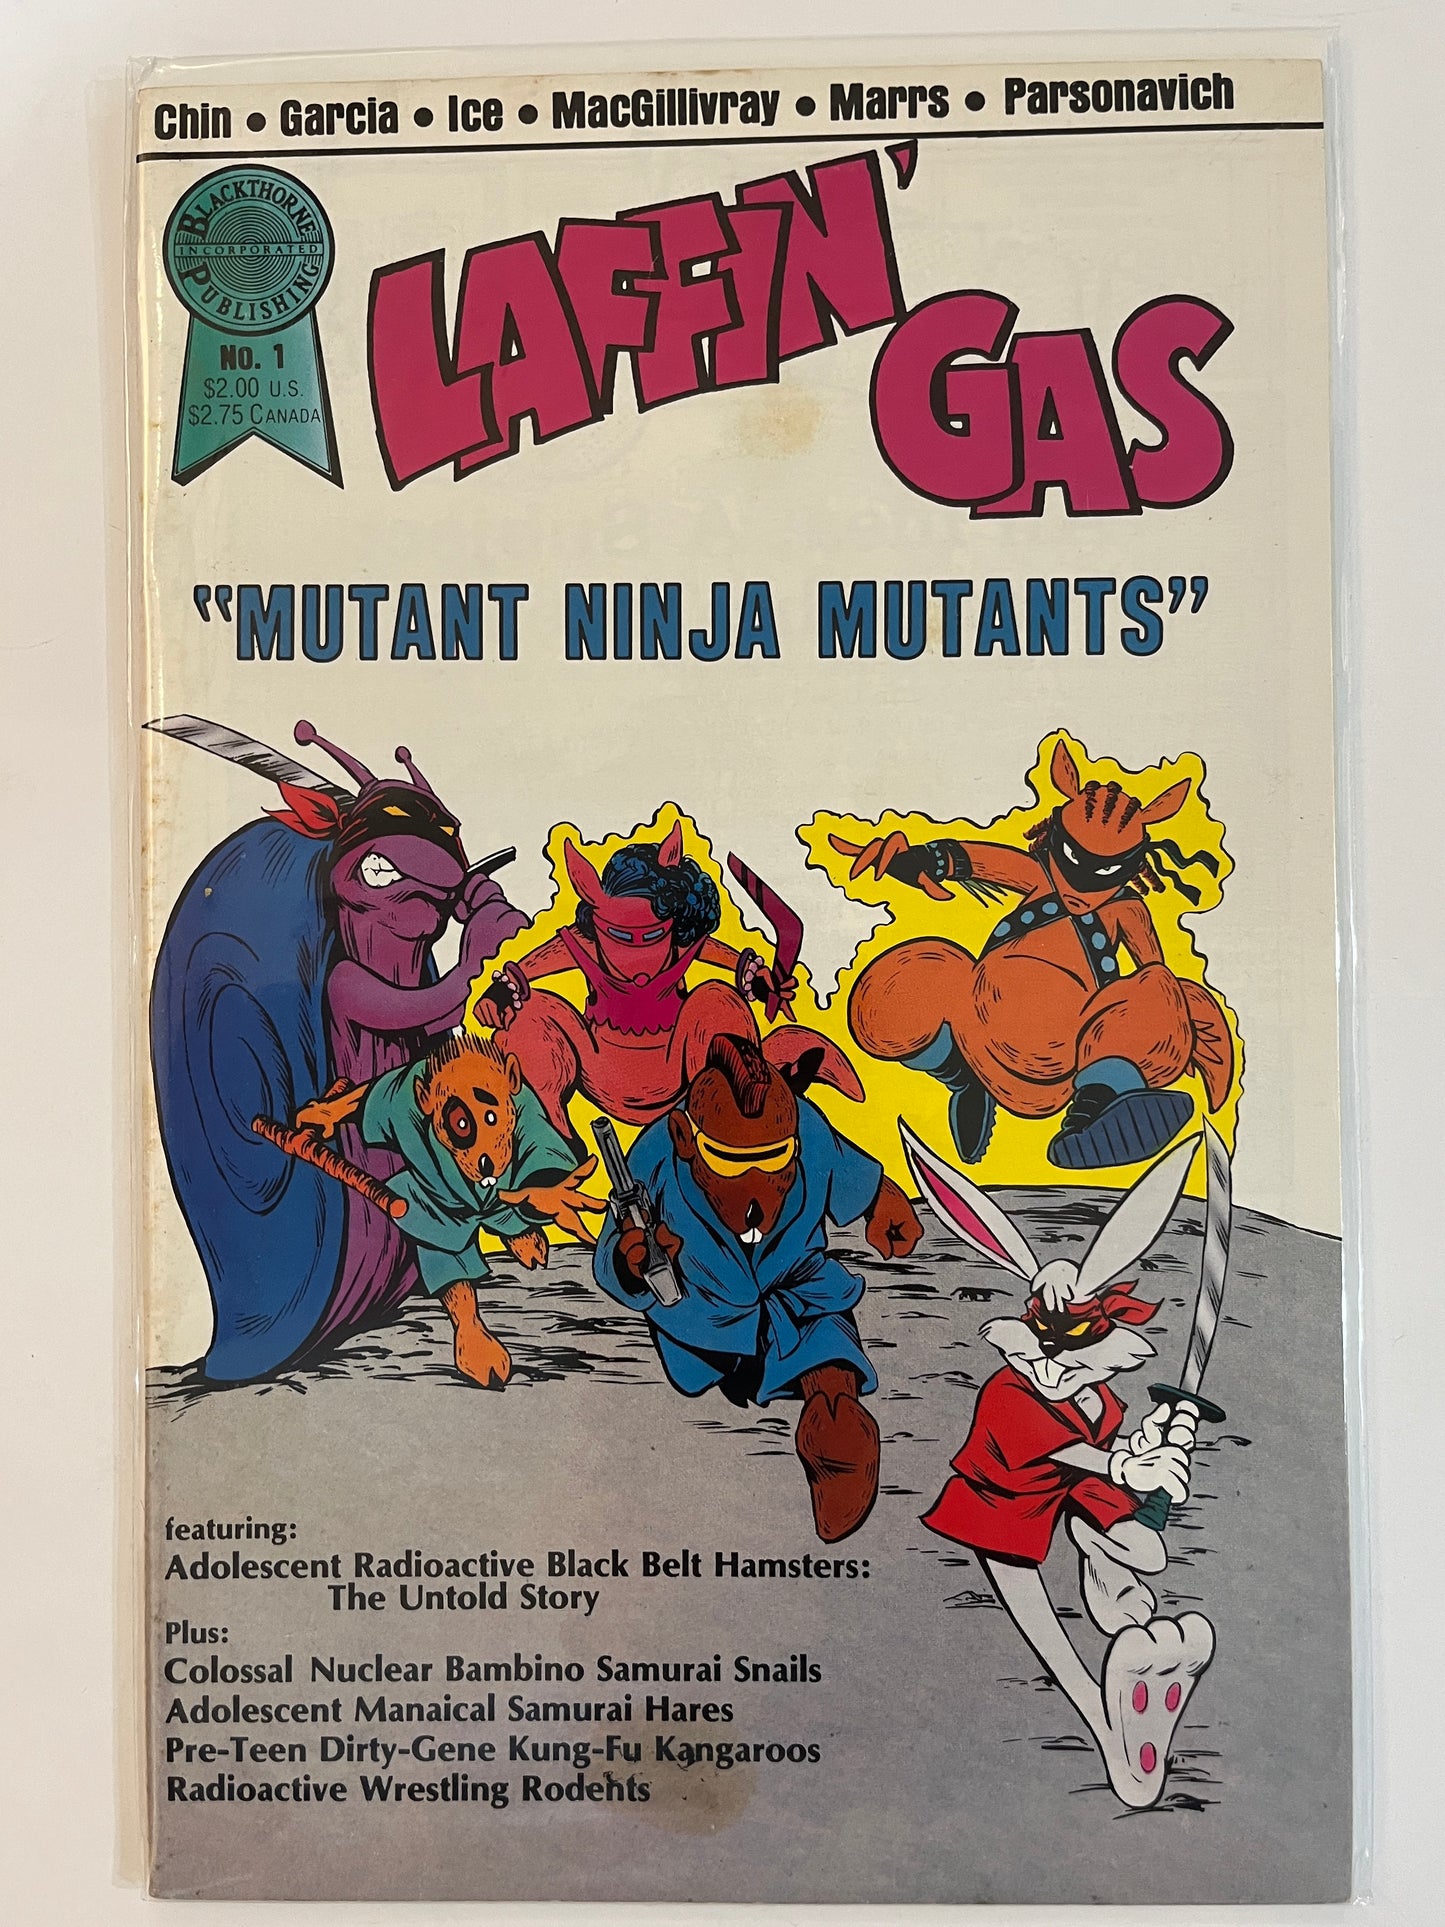 Chin • Garcia • Ice • MacGillivray • Marrs • Parsonavich
BLACKTHORNE
INCORPORATED
PUBLISHING
NO. 1
$2.00 U.S.
$2.75 CANADA
LAFFIN' GAS
"MUTANT NINJA MUTANTS"
featuring:
Adolescent Radioactive Black Belt Hamsters:
The Untold Story
Plus:
Colossal Nuclear Bambino Samurai Snails
Adolescent Manaical Samurai Hares
Pre-Teen Dirty-Gene Kung-Fu Kangaroos
Radioactive Wrestling Rodents